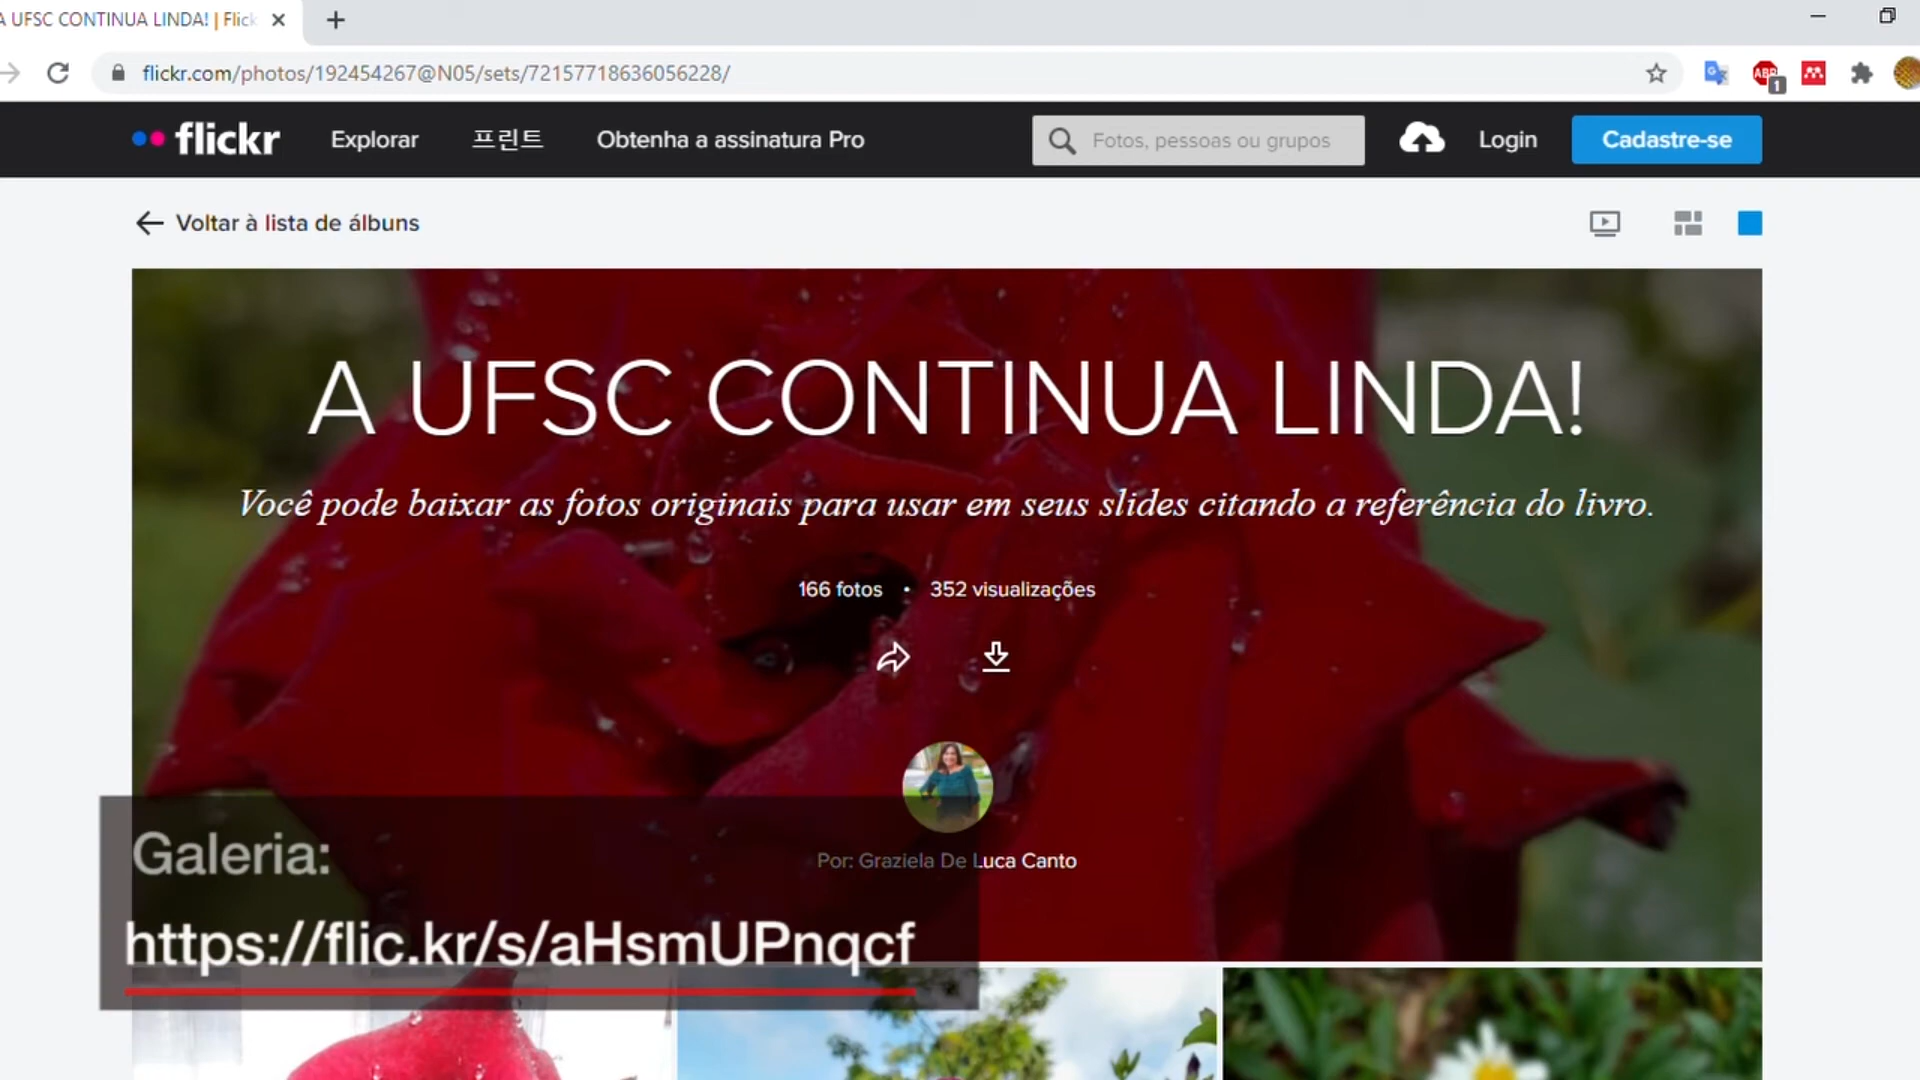 A UFSC CONTINUA LINDA! | Flick
flickr.com/photos/192454267@N05/sets/72157718636056228/
ABP 1
flickr Explorar 프린트 Obtenha a assinatura Pro Fotos, pessoas ou grupos Login Cadastre-se
Voltar à lista de álbuns
A UFSC CONTINUA LINDA!
Você pode baixar as fotos originais para usar em seus slides citando a referência do livro.
166 fotos • 352 visualizações
Por: Graziela De Luca Canto
Galeria:
https://flic.kr/s/aHsmUPnqcf